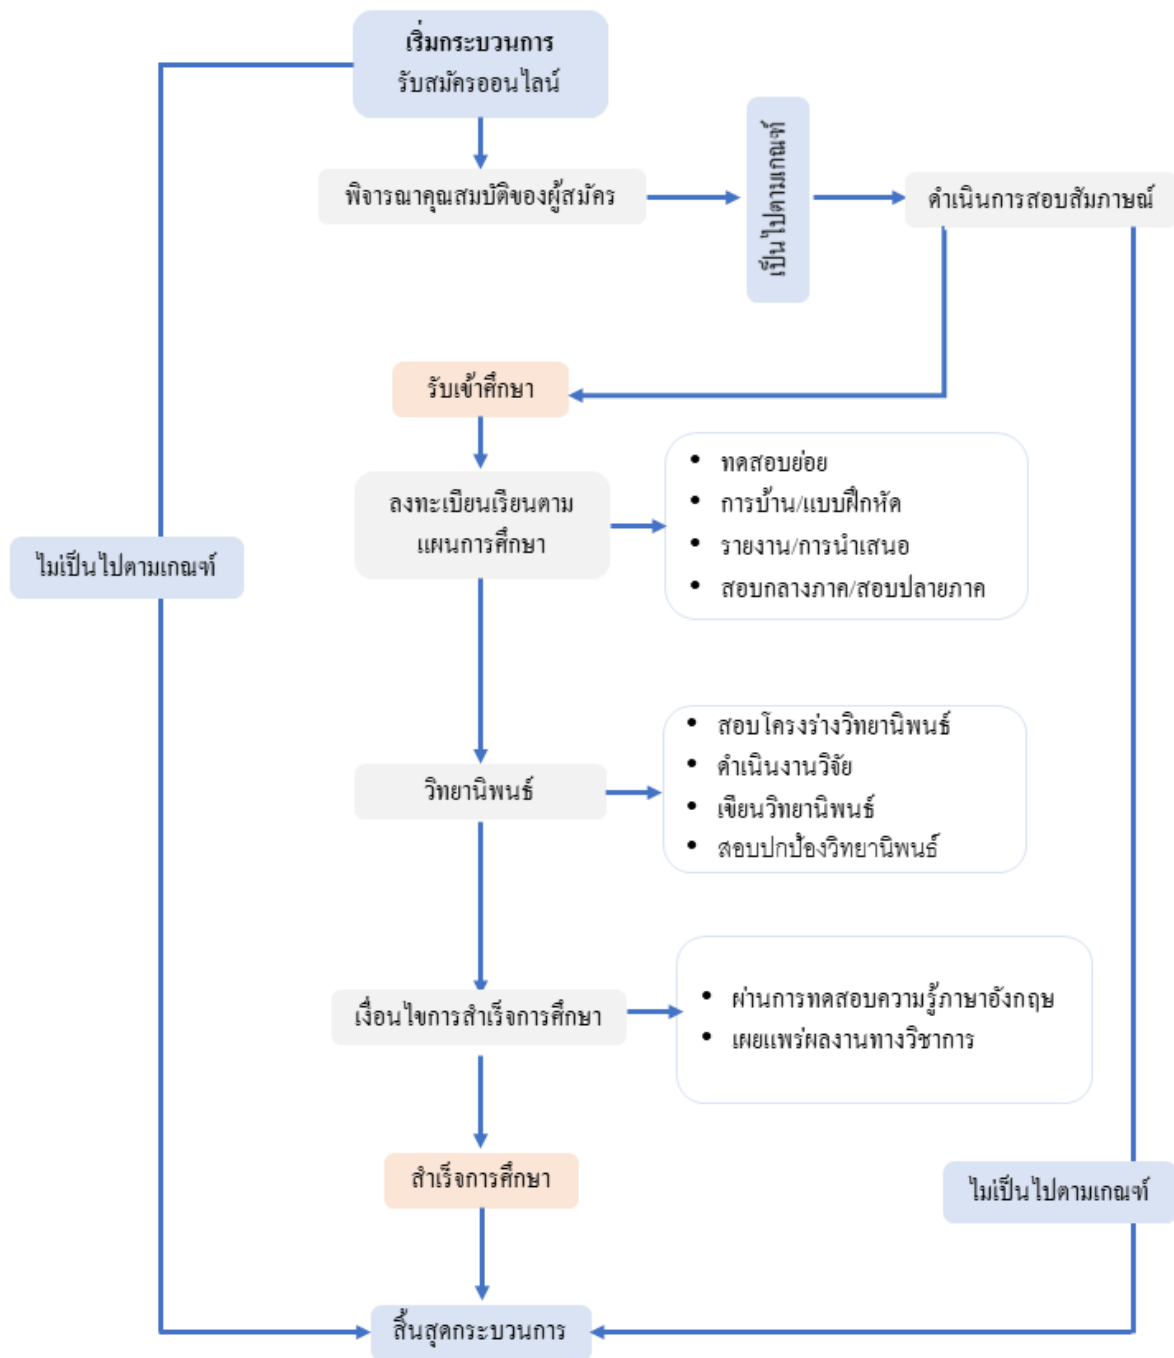 เริ่มกระบวนการ
รับสมัครออนไลน์
พิจารณาคุณสมบัติของผู้สมัคร
เป็นไปตามเกณฑ์
ดำเนินการสอบสัมภาษณ์
รับเข้าศึกษา
ลงทะเบียนเรียนตาม
แผนการศึกษา
• ทดสอบย่อย
• การบ้าน/แบบฝึกหัด
• รายงาน/การนำเสนอ
• สอบกลางภาค/สอบปลายภาค
ไม่เป็นไปตามเกณฑ์
วิทยานิพนธ์
• สอบโครงร่างวิทยานิพนธ์
• ดำเนินงานวิจัย
• เขียนวิทยานิพนธ์
• สอบปกป้องวิทยานิพนธ์
เงื่อนไขการสำเร็จการศึกษา
• ผ่านการทดสอบความรู้ภาษาอังกฤษ
• เผยแพร่ผลงานทางวิชาการ
สำเร็จการศึกษา
ไม่เป็นไปตามเกณฑ์
สิ้นสุดกระบวนการ